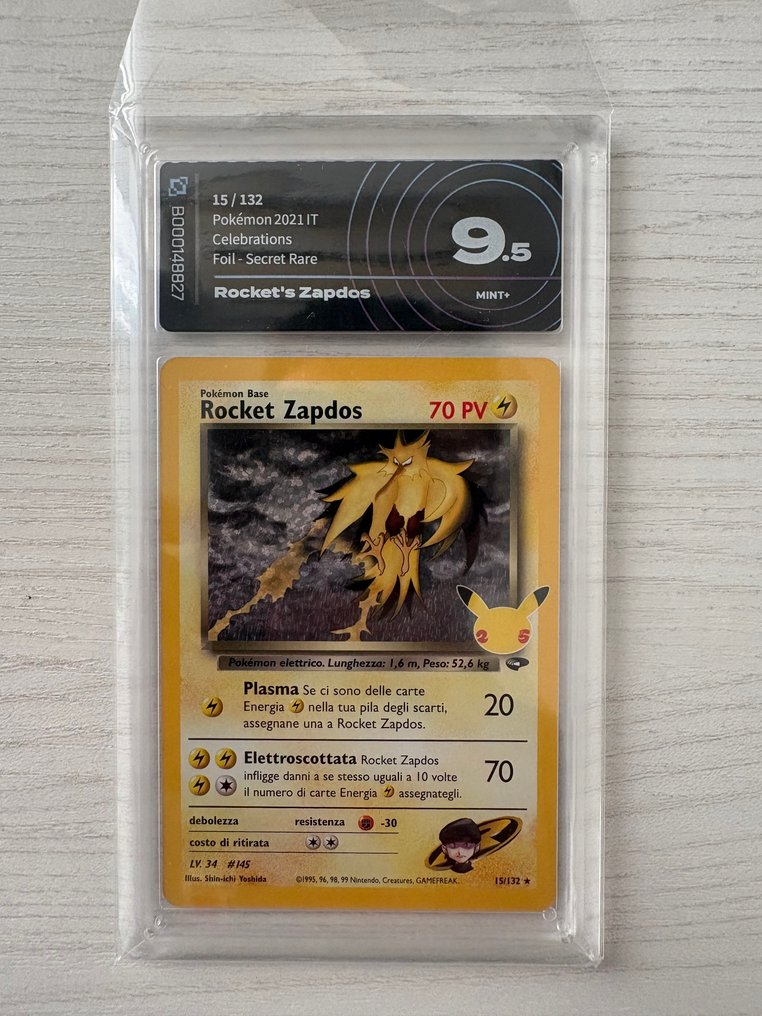 B000148827
15 / 132
Pokémon 2021 IT
Celebrations
Foil - Secret Rare
Rocket's Zapdos
9.5
MINT+
Pokémon Base
Rocket Zapdos
70 PV
25
Pokémon elettrico. Lunghezza: 1,6 m, Peso: 52,6 kg
Plasma Se ci sono delle carte
Energia nella tua pila degli scarti,
assegnane una a Rocket Zapdos.
20
Elettroscottata Rocket Zapdos
infligge danni a se stesso uguali a 10 volte
il numero di carte Energia assegnategli.
70
debolezza
resistenza -30
costo di ritirata
LV. 34 #145
Illus. Shin-ichi Yoshida
©1995, 96, 98, 99 Nintendo, Creatures, GAMEFREAK.
15/132 ★